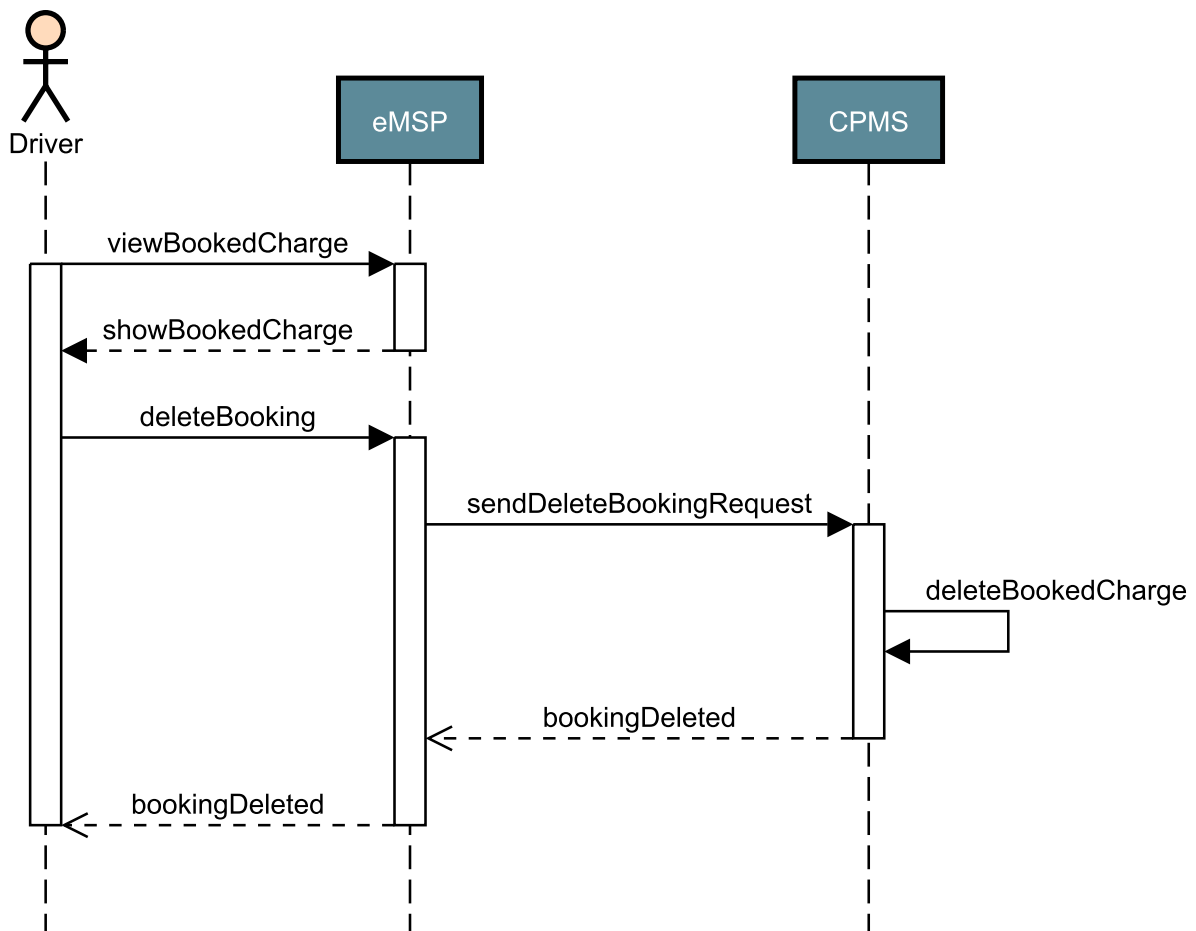 Driver
eMSP
CPMS
viewBookedCharge
showBookedCharge
deleteBooking
sendDeleteBookingRequest
deleteBookedCharge
bookingDeleted
bookingDeleted